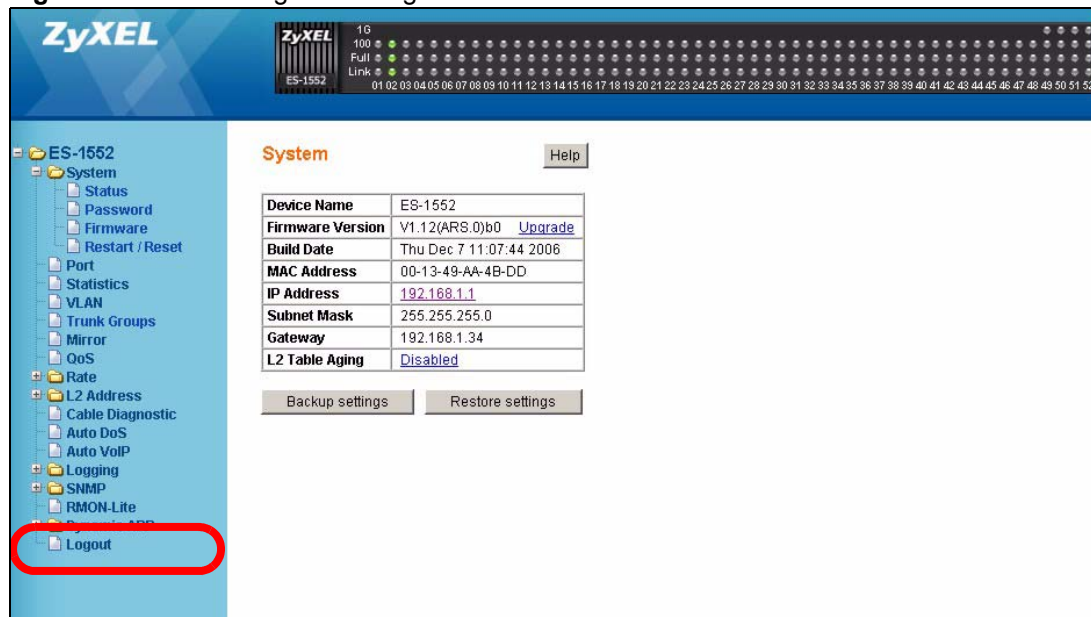 ZyXEL
ZyXEL
ES-1552
1G
100
Full
Link
01 02 03 04 05 06 07 08 09 10 11 12 13 14 15 16 17 18 19 20 21 22 23 24 25 26 27 28 29 30 31 32 33 34 35 36 37 38 39 40 41 42 43 44 45 46 47 48 49 50 51 52
ES-1552
System
Status
Password
Firmware
Restart / Reset
Port
Statistics
VLAN
Trunk Groups
Mirror
QoS
Rate
L2 Address
Cable Diagnostic
Auto DoS
Auto VoIP
Logging
SNMP
RMON-Lite
Logout
System
Help
Device Name ES-1552
Firmware Version V1.12(ARS.0)b0 Upgrade
Build Date Thu Dec 7 11:07:44 2006
MAC Address 00-13-49-AA-4B-DD
IP Address 192.168.1.1
Subnet Mask 255.255.255.0
Gateway 192.168.1.34
L2 Table Aging Disabled
Backup settings Restore settings